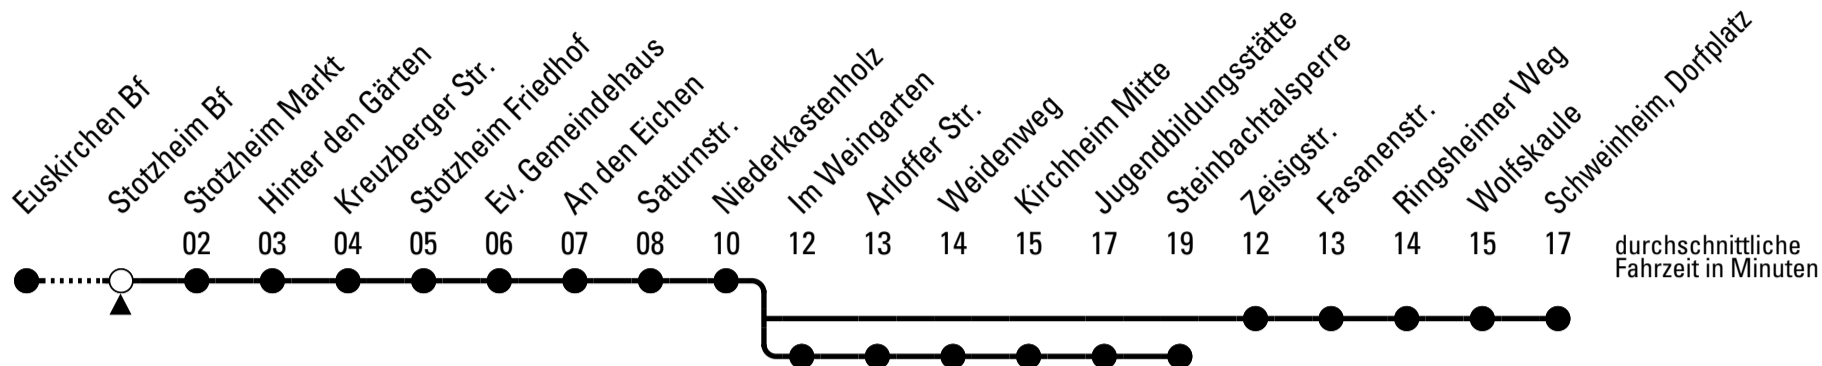 Euskirchen Bf
Stotzheim Bf
Stotzheim Markt
Hinter den Gärten
Kreuzberger Str.
Stotzheim Friedhof
Ev. Gemeindehaus
An den Eichen
Saturnstr.
Niederkastenholz
Im Weingarten
Arloffer Str.
Weidenweg
Kirchheim Mitte
Jugendbildungsstätte
Steinbachtalsperre
Zeisigstr.
Fasanenstr.
Ringsheimer Weg
Wolfskaule
Schweinheim, Dorfplatz
02 03 04 05 06 07 08 10 12 13 14 15 17 19 12 13 14 15 17
durchschnittliche
Fahrzeit in Minuten